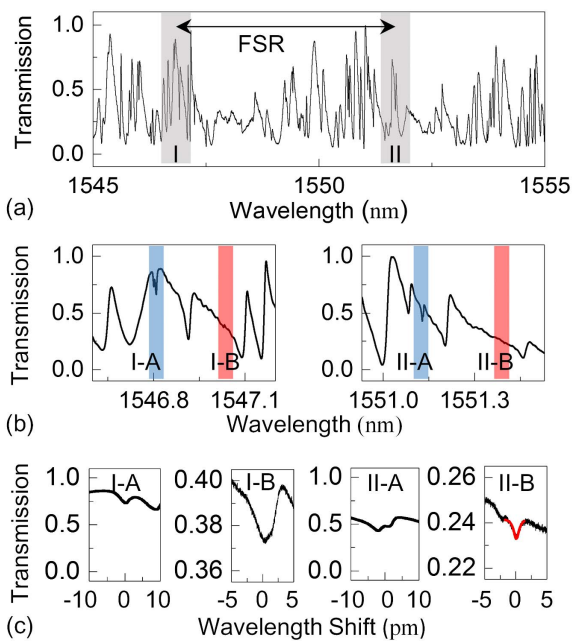 FSR
Transmission
1.0
0.5
0.0
I
II
1545
1550
1555
(a)
Wavelength (nm)
Transmission
1.0
0.5
0.0
I-A
I-B
1546.8
1547.1
1.0
0.5
0.0
II-A
II-B
1551.0
1551.3
(b)
Wavelength (nm)
Transmission
1.0
0.5
0.0
I-A
-10 0 10
0.40
0.38
0.36
I-B
-5 0 5
1.0
0.5
0.0
II-A
-10 0 10
0.26
0.24
0.22
II-B
-5 0 5
(c)
Wavelength Shift (pm)